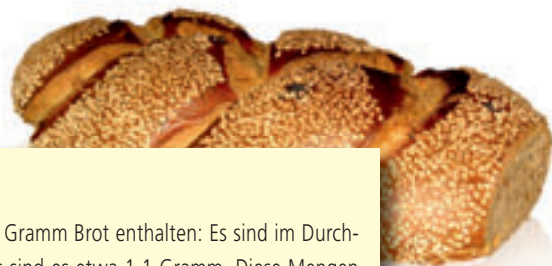 Gramm Brot enthalten: Es sind im Durch-
sind es etwa 1,1 Gramm. Diese Mengen